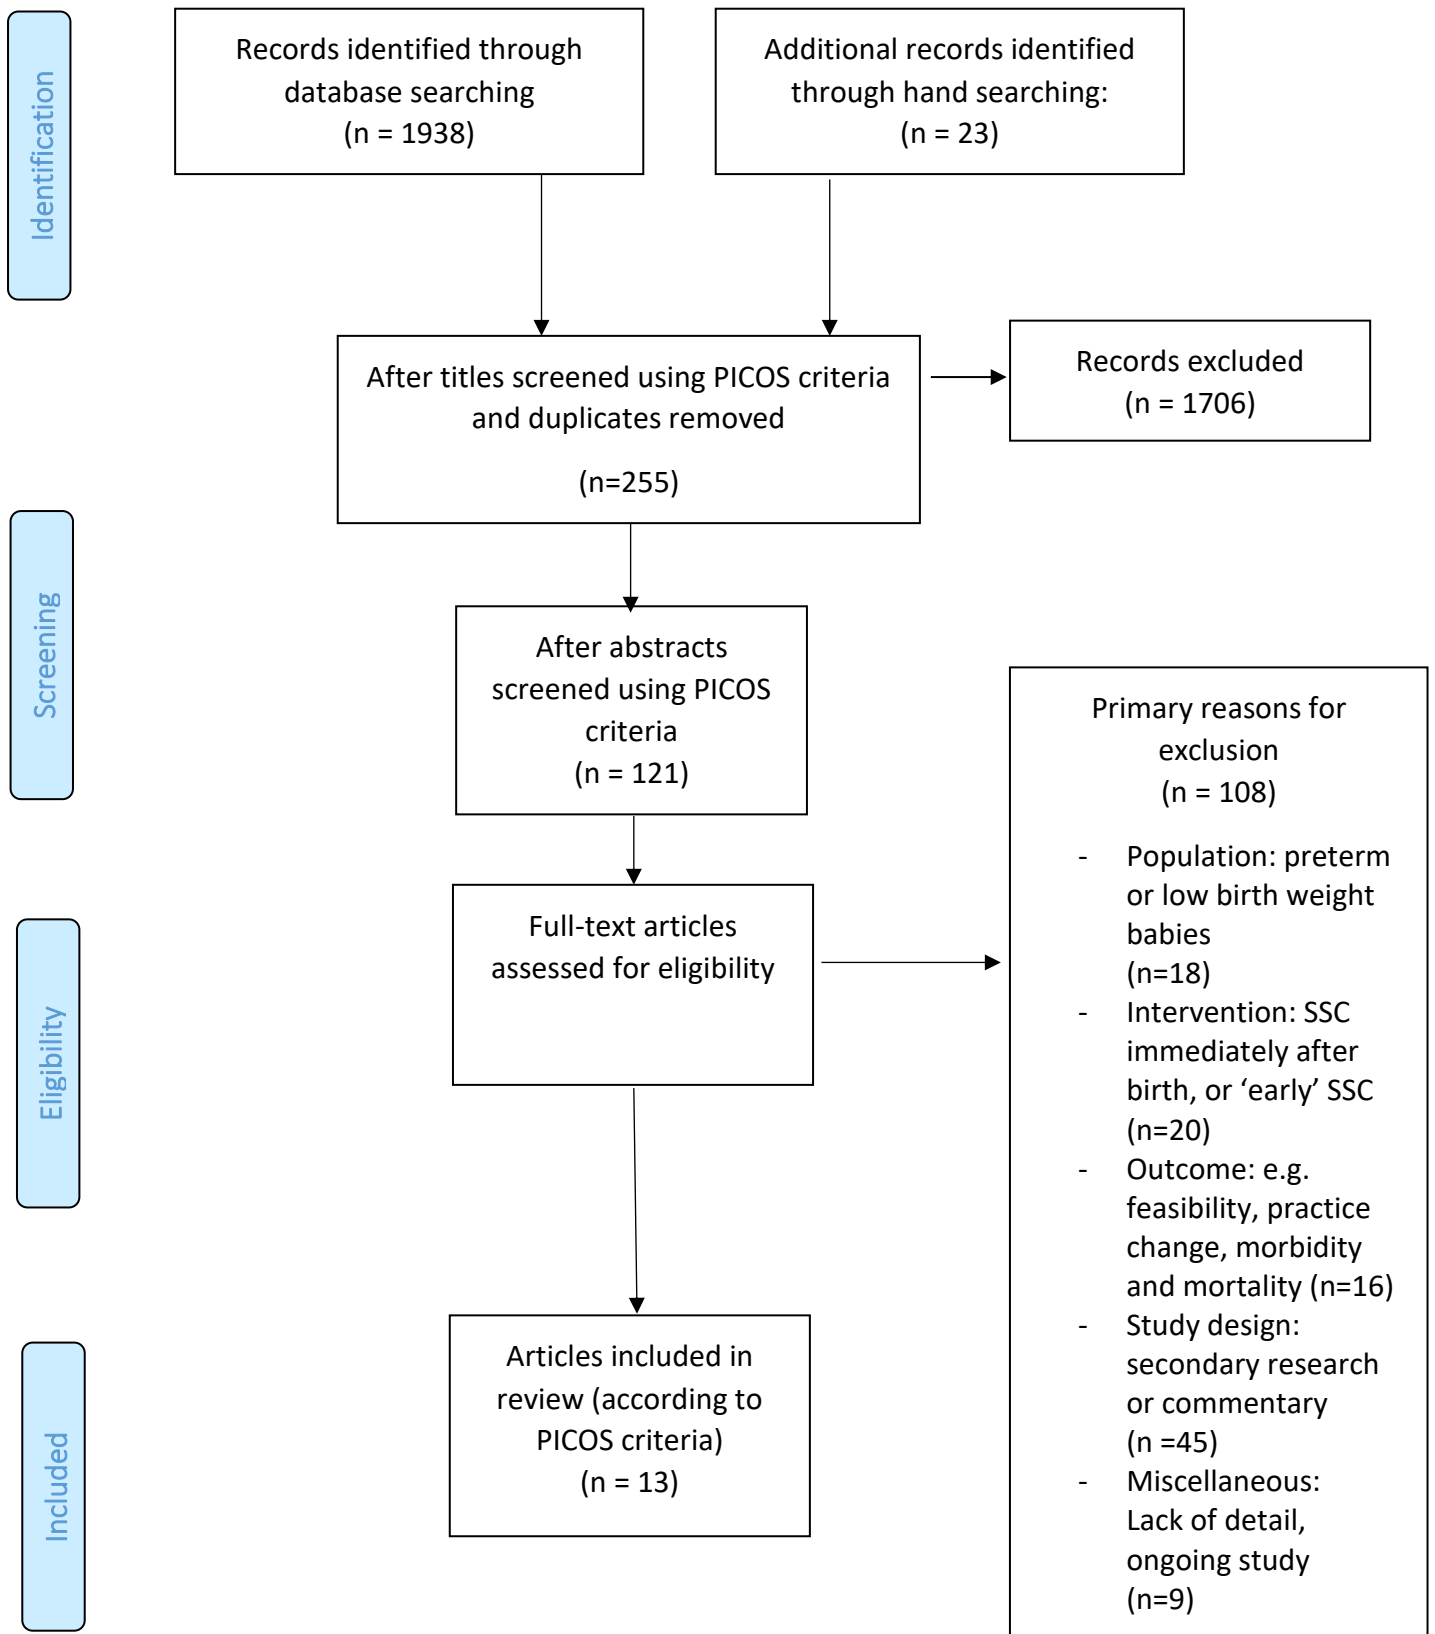 Identification
Records identified through
database searching
(n = 1938)
Additional records identified
through hand searching:
(n = 23)
After titles screened using PICOS criteria
and duplicates removed
(n=255)
Records excluded
(n = 1706)
Screening
After abstracts
screened using PICOS
criteria
(n = 121)
Eligibility
Full-text articles
assessed for eligibility
Primary reasons for
exclusion
(n = 108)
- Population: preterm
or low birth weight
babies
(n=18)
- Intervention: SSC
immediately after
birth, or ‘early’ SSC
(n=20)
- Outcome: e.g.
feasibility, practice
change, morbidity
and mortality (n=16)
- Study design:
secondary research
or commentary
(n =45)
- Miscellaneous:
Lack of detail,
ongoing study
(n=9)
Included
Articles included in
review (according to
PICOS criteria)
(n = 13)